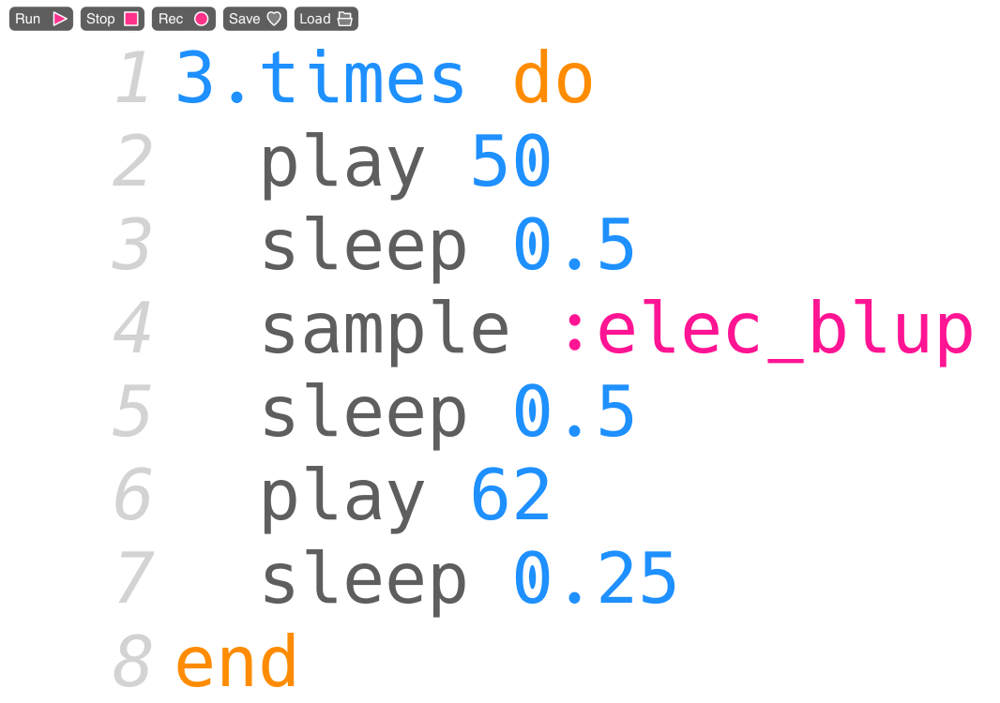 Run Stop Rec Save Load
1 3.times do
2   play 50
3   sleep 0.5
4   sample :elec_blup
5   sleep 0.5
6   play 62
7   sleep 0.25
8 end